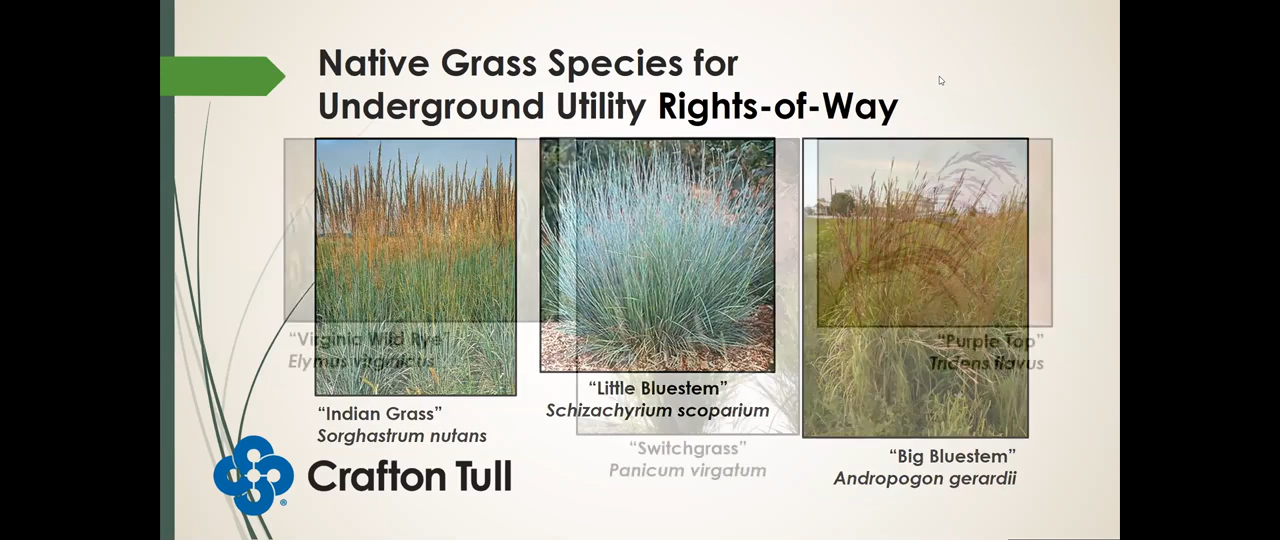 Native Grass Species for
Underground Utility Rights-of-Way
“Virginia Wild Rye”
Elymus virginicus
“Purple Top”
Tridens flavus
“Little Bluestem”
Schizachyrium scoparium
“Indian Grass”
Sorghastrum nutans
“Switchgrass”
Panicum virgatum
“Big Bluestem”
Andropogon gerardii
Crafton Tull
®